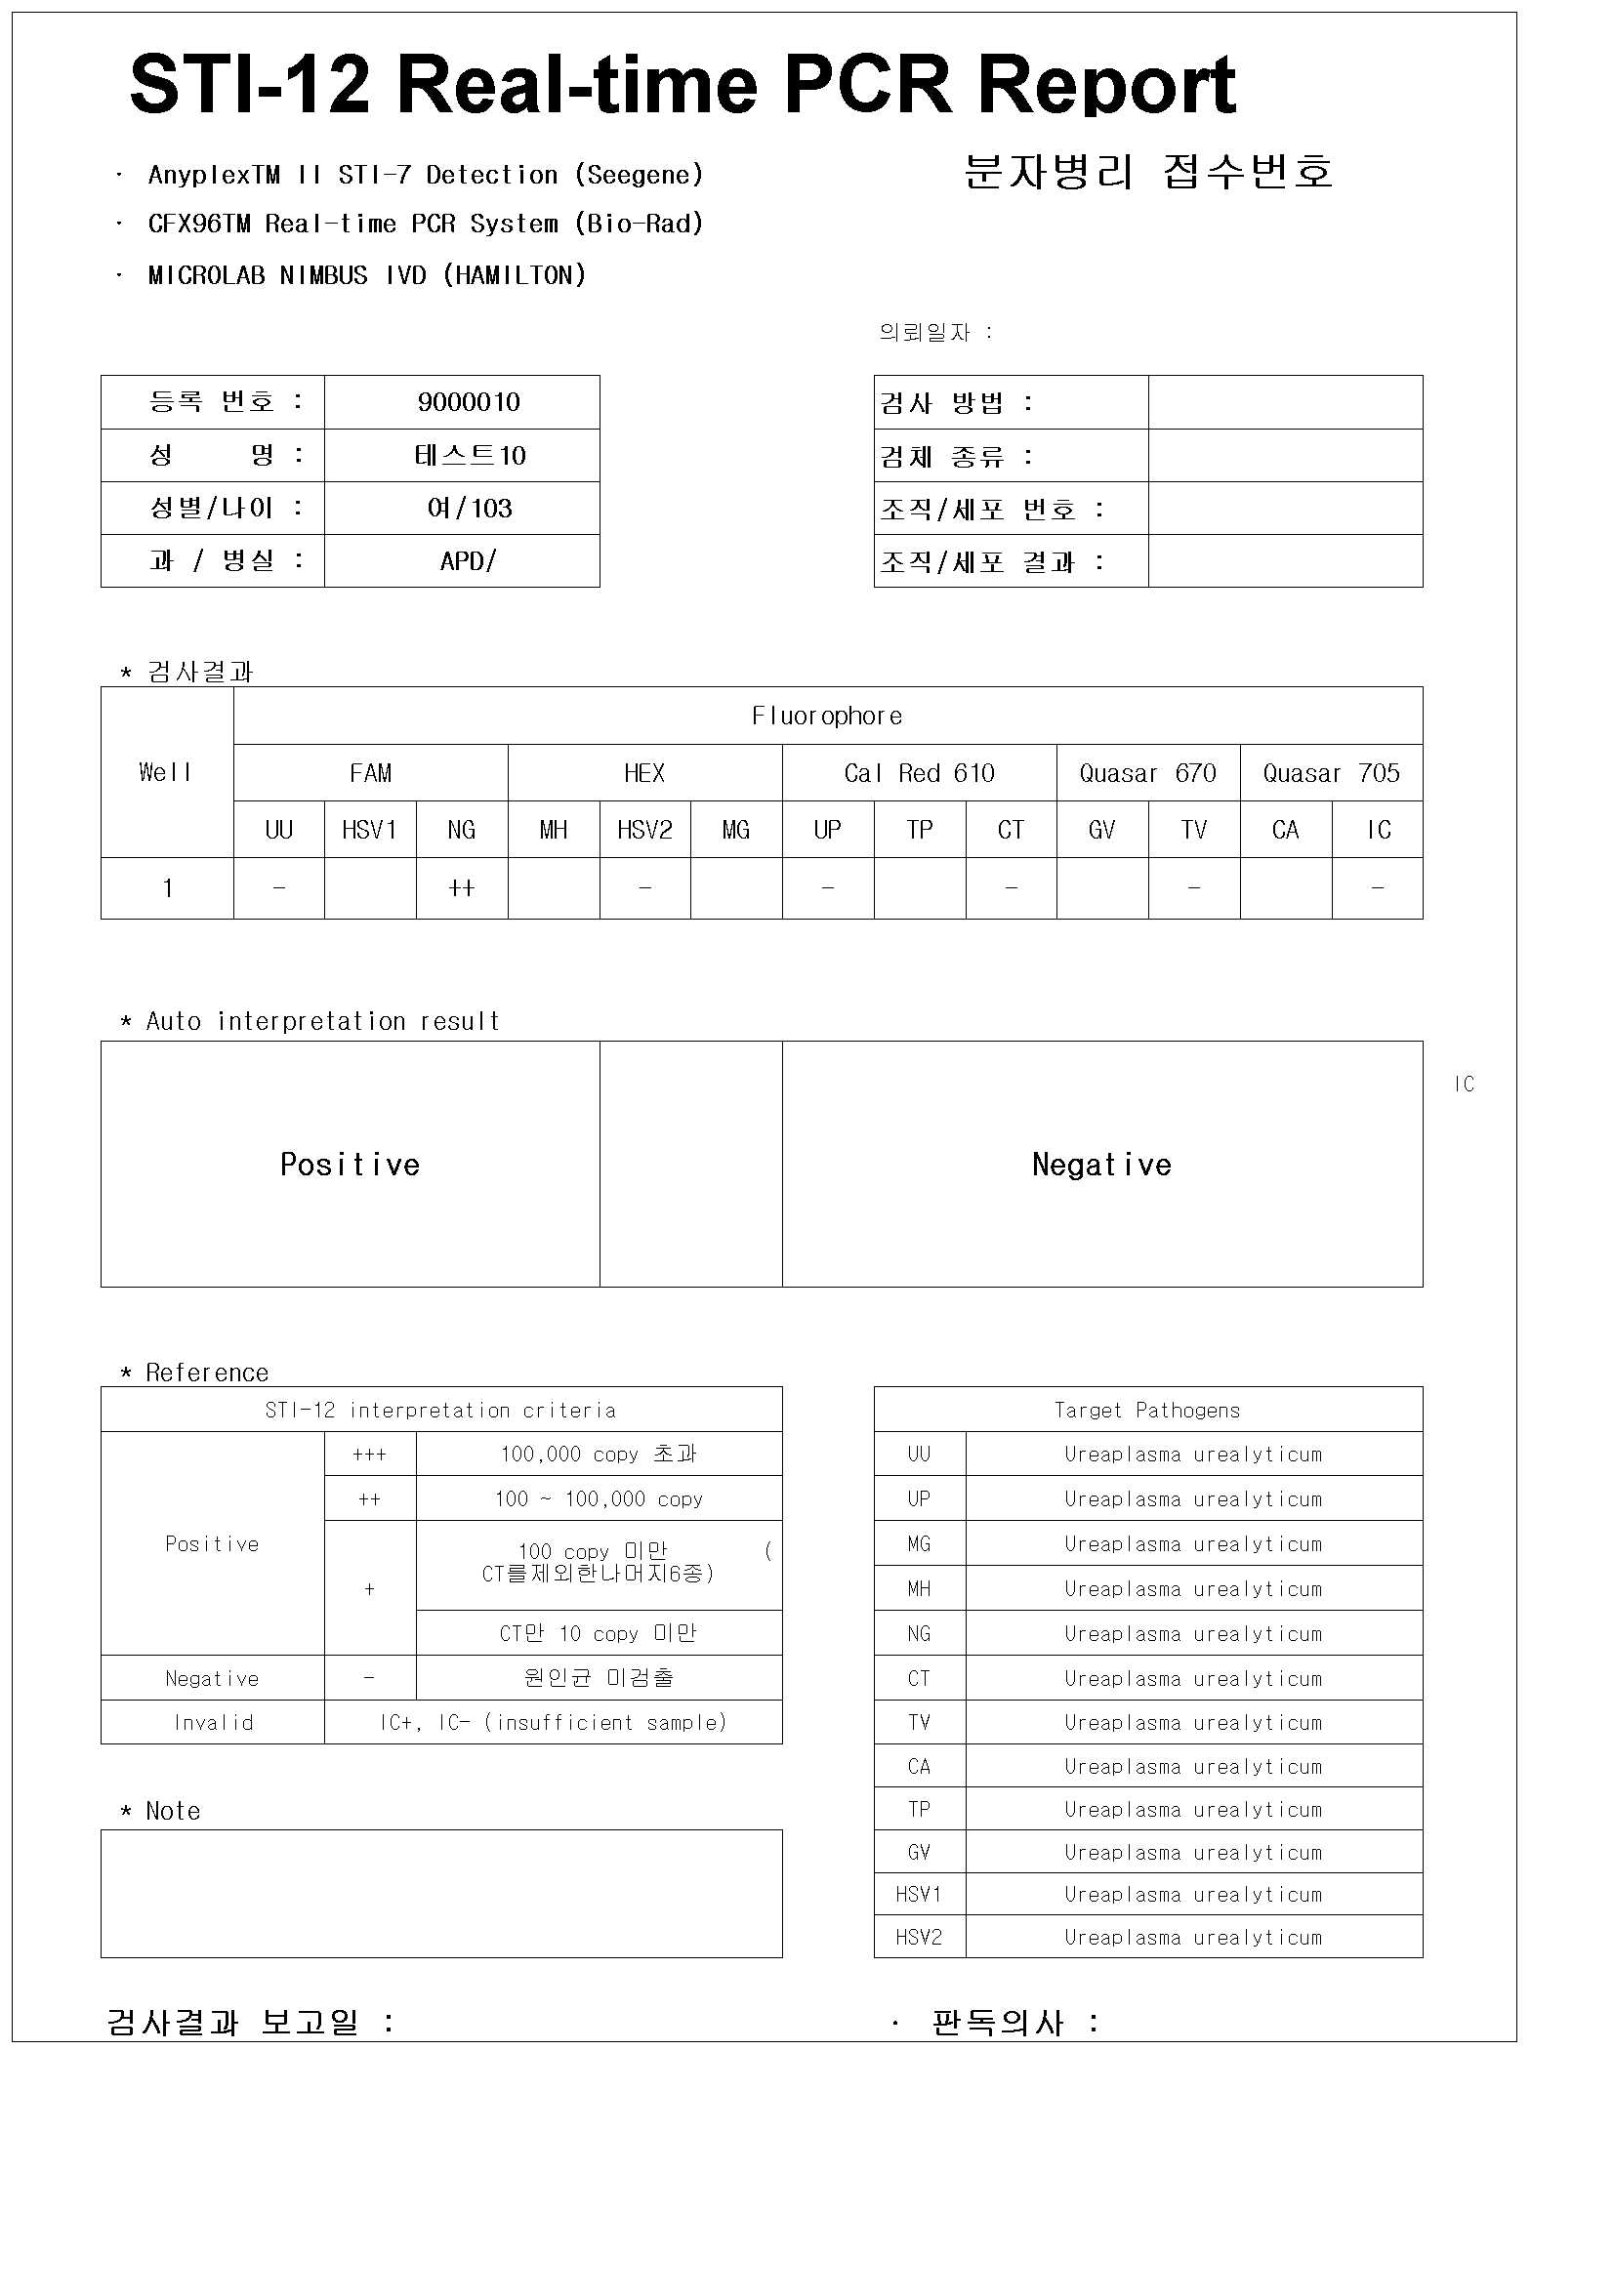 STI-12 Real-time PCR Report
· AnyplexTM II STI-7 Detection (Seegene)
분자병리 접수번호
· CFX96TM Real-time PCR System (Bio-Rad)
· MICROLAB NIMBUS IVD (HAMILTON)
의뢰일자 :
등록 번호 : 9000010
검사 방법 :
성 명 : 테스트10
검체 종류 :
성별/나이 : 여/103
조직/세포 번호 :
과 / 병실 : APD/
조직/세포 결과 :
* 검사결과
Well Fluorophore
FAM HEX Cal Red 610 Quasar 670 Quasar 705
UU HSV1 NG MH HSV2 MG UP TP CT GV TV CA IC
1 - ++ - - - - -
* Auto interpretation result
IC
Positive Negative
* Reference
STI-12 interpretation criteria
Positive +++ 100,000 copy 초과
++ 100 ~ 100,000 copy
+ 100 copy 미만 (
CT를제외한나머지6종)
CT만 10 copy 미만
Negative - 원인균 미검출
Invalid IC+, IC- (insufficient sample)
Target Pathogens
UU Ureaplasma urealyticum
UP Ureaplasma urealyticum
MG Ureaplasma urealyticum
MH Ureaplasma urealyticum
NG Ureaplasma urealyticum
CT Ureaplasma urealyticum
TV Ureaplasma urealyticum
CA Ureaplasma urealyticum
TP Ureaplasma urealyticum
GV Ureaplasma urealyticum
HSV1 Ureaplasma urealyticum
HSV2 Ureaplasma urealyticum
* Note
검사결과 보고일 :
· 판독의사 :